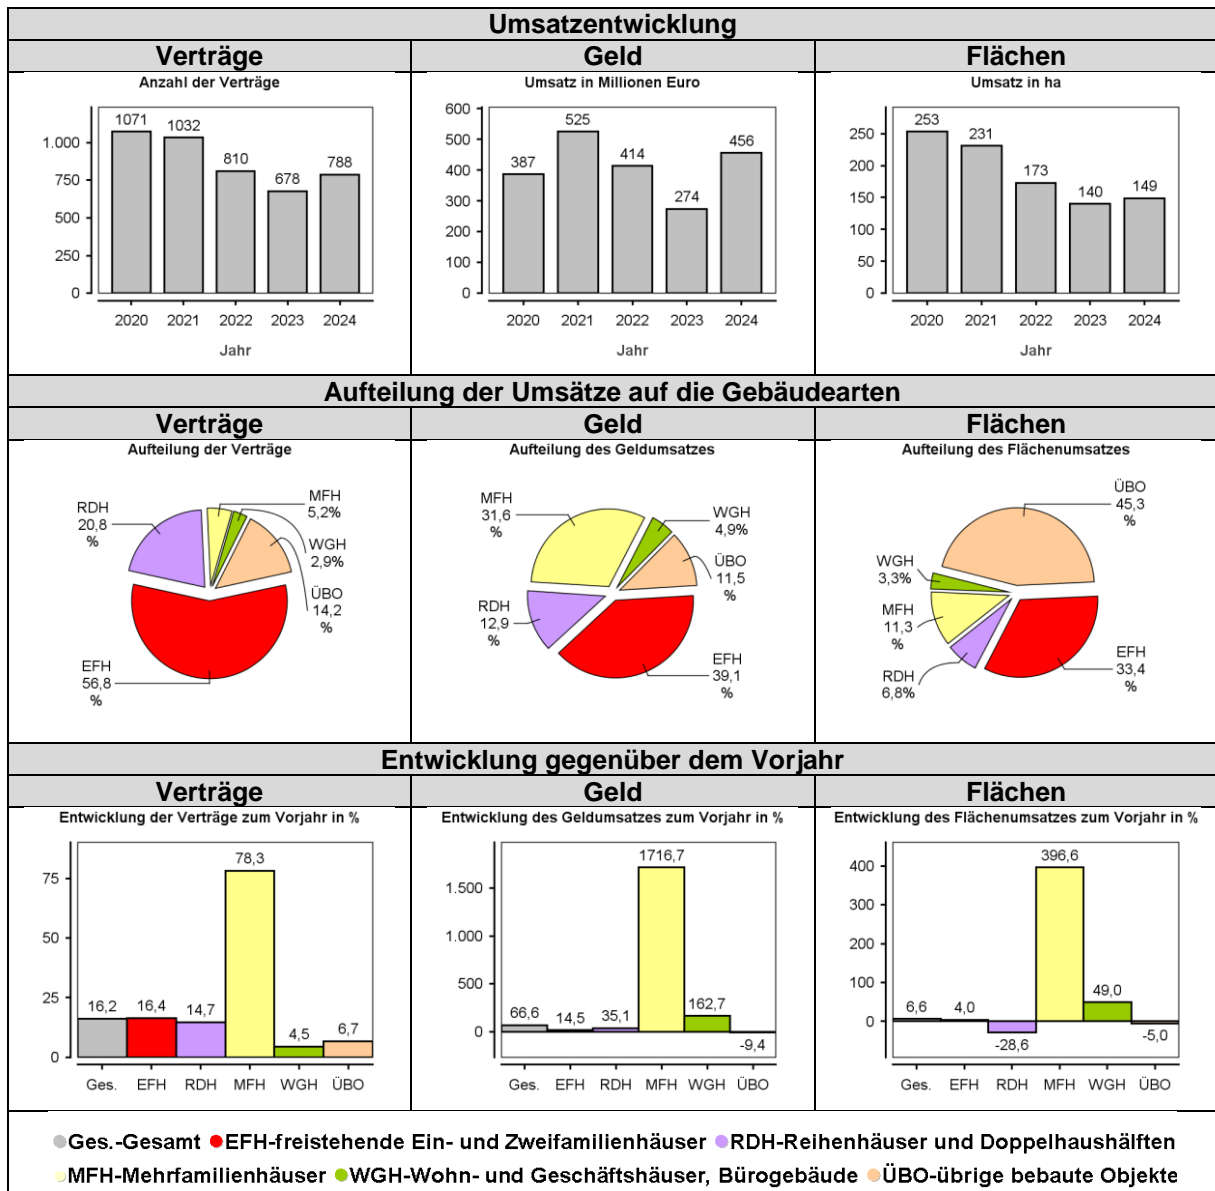 Umsatzentwicklung
Verträge
Geld
Flächen
Anzahl der Verträge
1.000
750
500
250
0
1071
1032
810
678
788
2020 2021 2022 2023 2024
Jahr
Umsatz in Millionen Euro
600
500
400
300
200
100
0
387
525
414
274
456
2020 2021 2022 2023 2024
Jahr
Umsatz in ha
250
200
150
100
50
0
253
231
173
140
149
2020 2021 2022 2023 2024
Jahr
Aufteilung der Umsätze auf die Gebäudearten
Verträge
Geld
Flächen
Aufteilung der Verträge
RDH
20,8
%
MFH
5,2%
WGH
2,9%
ÜBO
14,2
%
EFH
56,8
%
Aufteilung des Geldumsatzes
MFH
31,6
%
WGH
4,9%
ÜBO
11,5
%
RDH
12,9
%
EFH
39,1
%
Aufteilung des Flächenumsatzes
ÜBO
45,3
%
WGH
3,3%
MFH
11,3
%
RDH
6,8%
EFH
33,4
%
Entwicklung gegenüber dem Vorjahr
Verträge
Geld
Flächen
Entwicklung der Verträge zum Vorjahr in %
75
50
25
0
16,2
16,4
14,7
78,3
4,5
6,7
Ges. EFH RDH MFH WGH ÜBO
Entwicklung des Geldumsatzes zum Vorjahr in %
1.500
1.000
500
0
66,6
14,5
35,1
1716,7
162,7
-9,4
Ges. EFH RDH MFH WGH ÜBO
Entwicklung des Flächenumsatzes zum Vorjahr in %
400
300
200
100
0
6,6
4,0
-28,6
396,6
49,0
-5,0
Ges. EFH RDH MFH WGH ÜBO
Ges.-Gesamt EFH-freistehende Ein- und Zweifamilienhäuser RDH-Reihenhäuser und Doppelhaushälften
MFH-Mehrfamilienhäuser WGH-Wohn- und Geschäftshäuser, Bürogebäude ÜBO-übrige bebaute Objekte